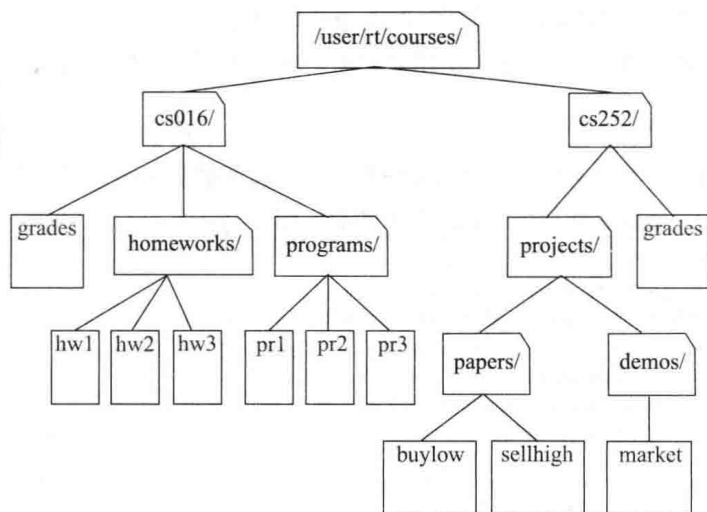 /user/rt/courses/
cs016/
cs252/
grades
homeworks/
programs/
projects/
grades
hw1
hw2
hw3
pr1
pr2
pr3
papers/
demos/
buylow
sellhigh
market